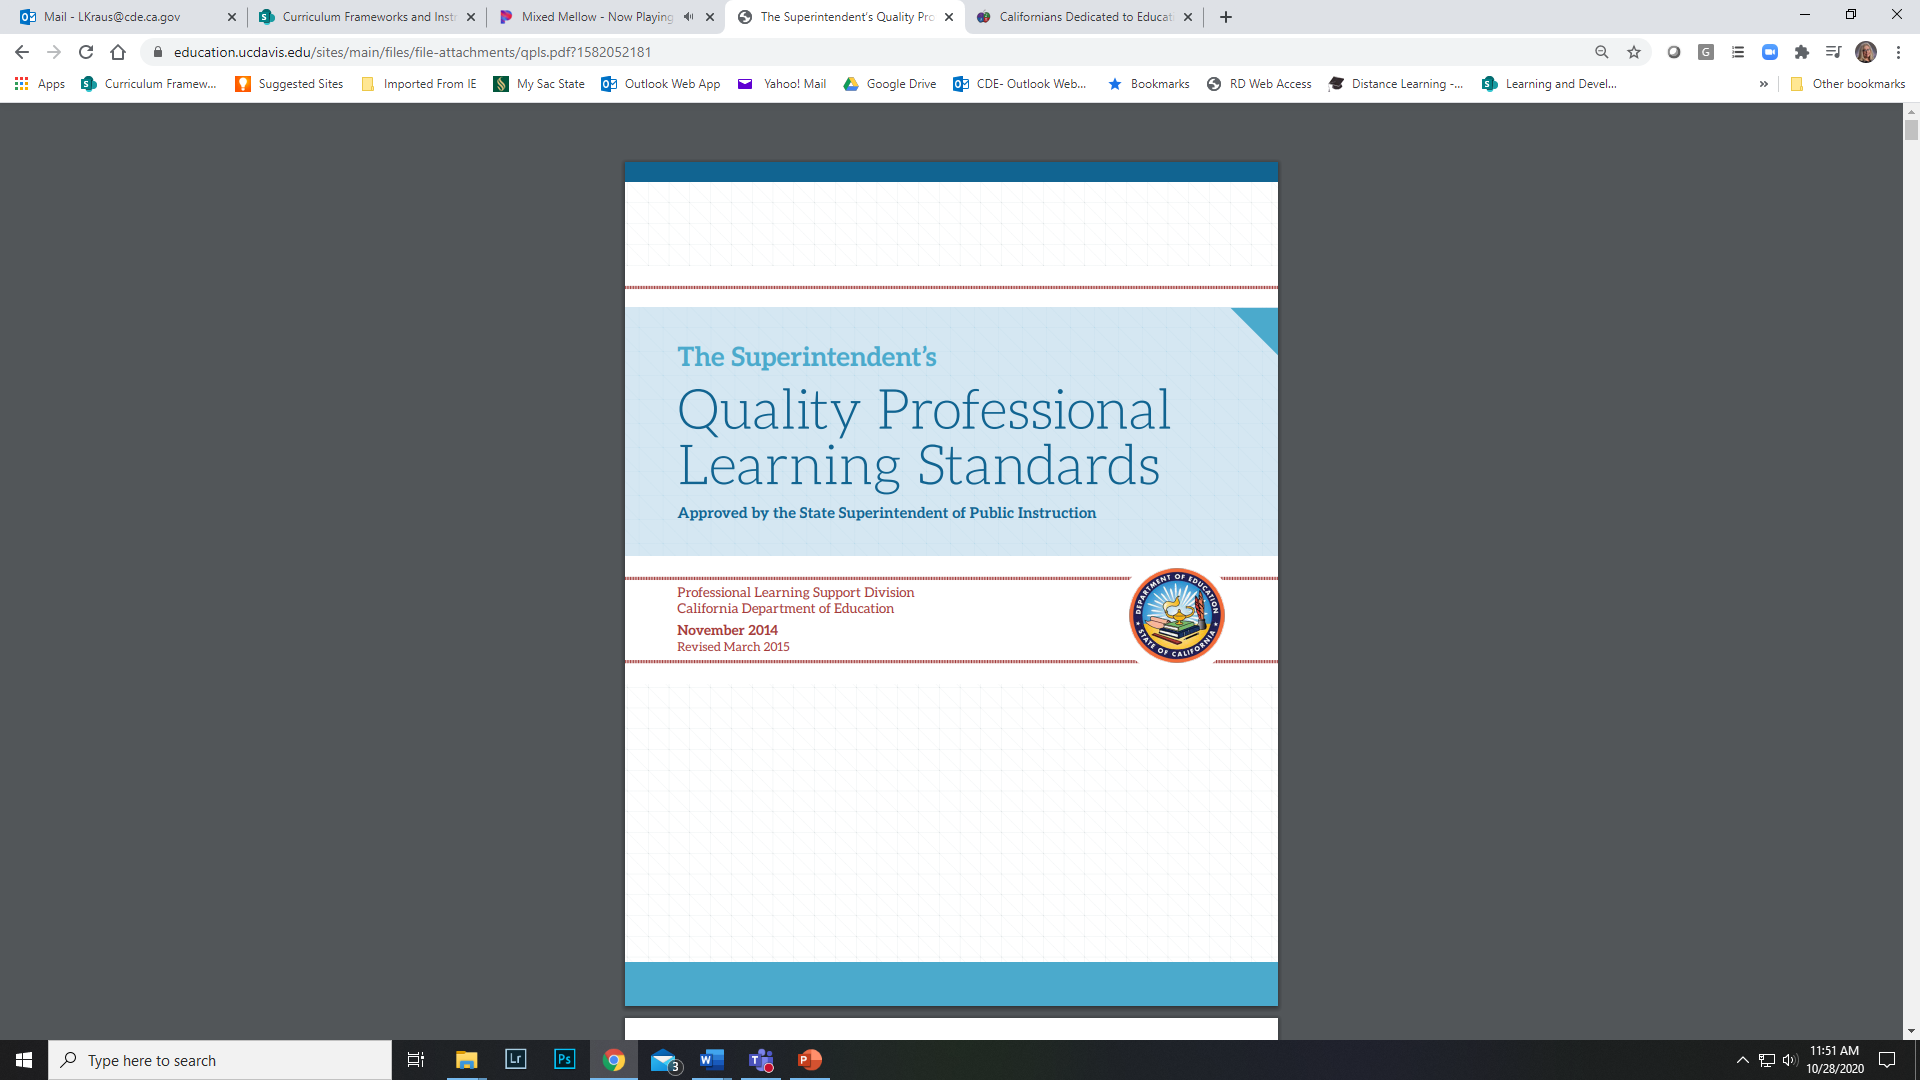 Mail - LKraus@cde.ca.gov
Curriculum Frameworks and Instr
Mixed Mellow - Now Playing
The Superintendent's Quality Pro
Californians Dedicated to Educat
education.ucdavis.edu/sites/main/files/file-attachments/qpls.pdf?1582052181
G
Apps
Curriculum Framew...
Suggested Sites
Imported From IE
My Sac State
Outlook Web App
Yahoo! Mail
Google Drive
CDE- Outlook Web...
Bookmarks
RD Web Access
Distance Learning -...
Learning and Devel...
»
Other bookmarks
The Superintendent's
Quality Professional
Learning Standards
Approved by the State Superintendent of Public Instruction
Professional Learning Support Division
California Department of Education
November 2014
Revised March 2015
DEPARTMENT OF EDUCATION
STATE OF CALIFORNIA
Type here to search
Lr
Ps
3
W
T
P
11:51 AM
10/28/2020